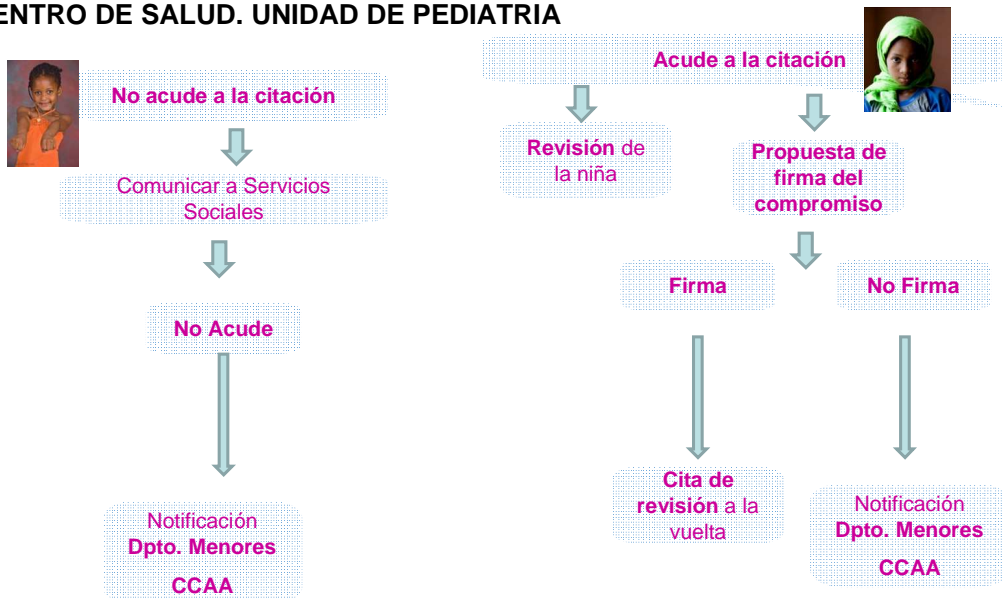 ENTRO DE SALUD. UNIDAD DE PEDIATRIA
No acude a la citación
Comunicar a Servicios
Sociales
No Acude
Notificación
Dpto. Menores
CCAA
Acude a la citación
Revisión de
la niña
Propuesta de
firma del
compromiso
Firma
No Firma
Cita de
revisión a la
vuelta
Notificación
Dpto. Menores
CCAA